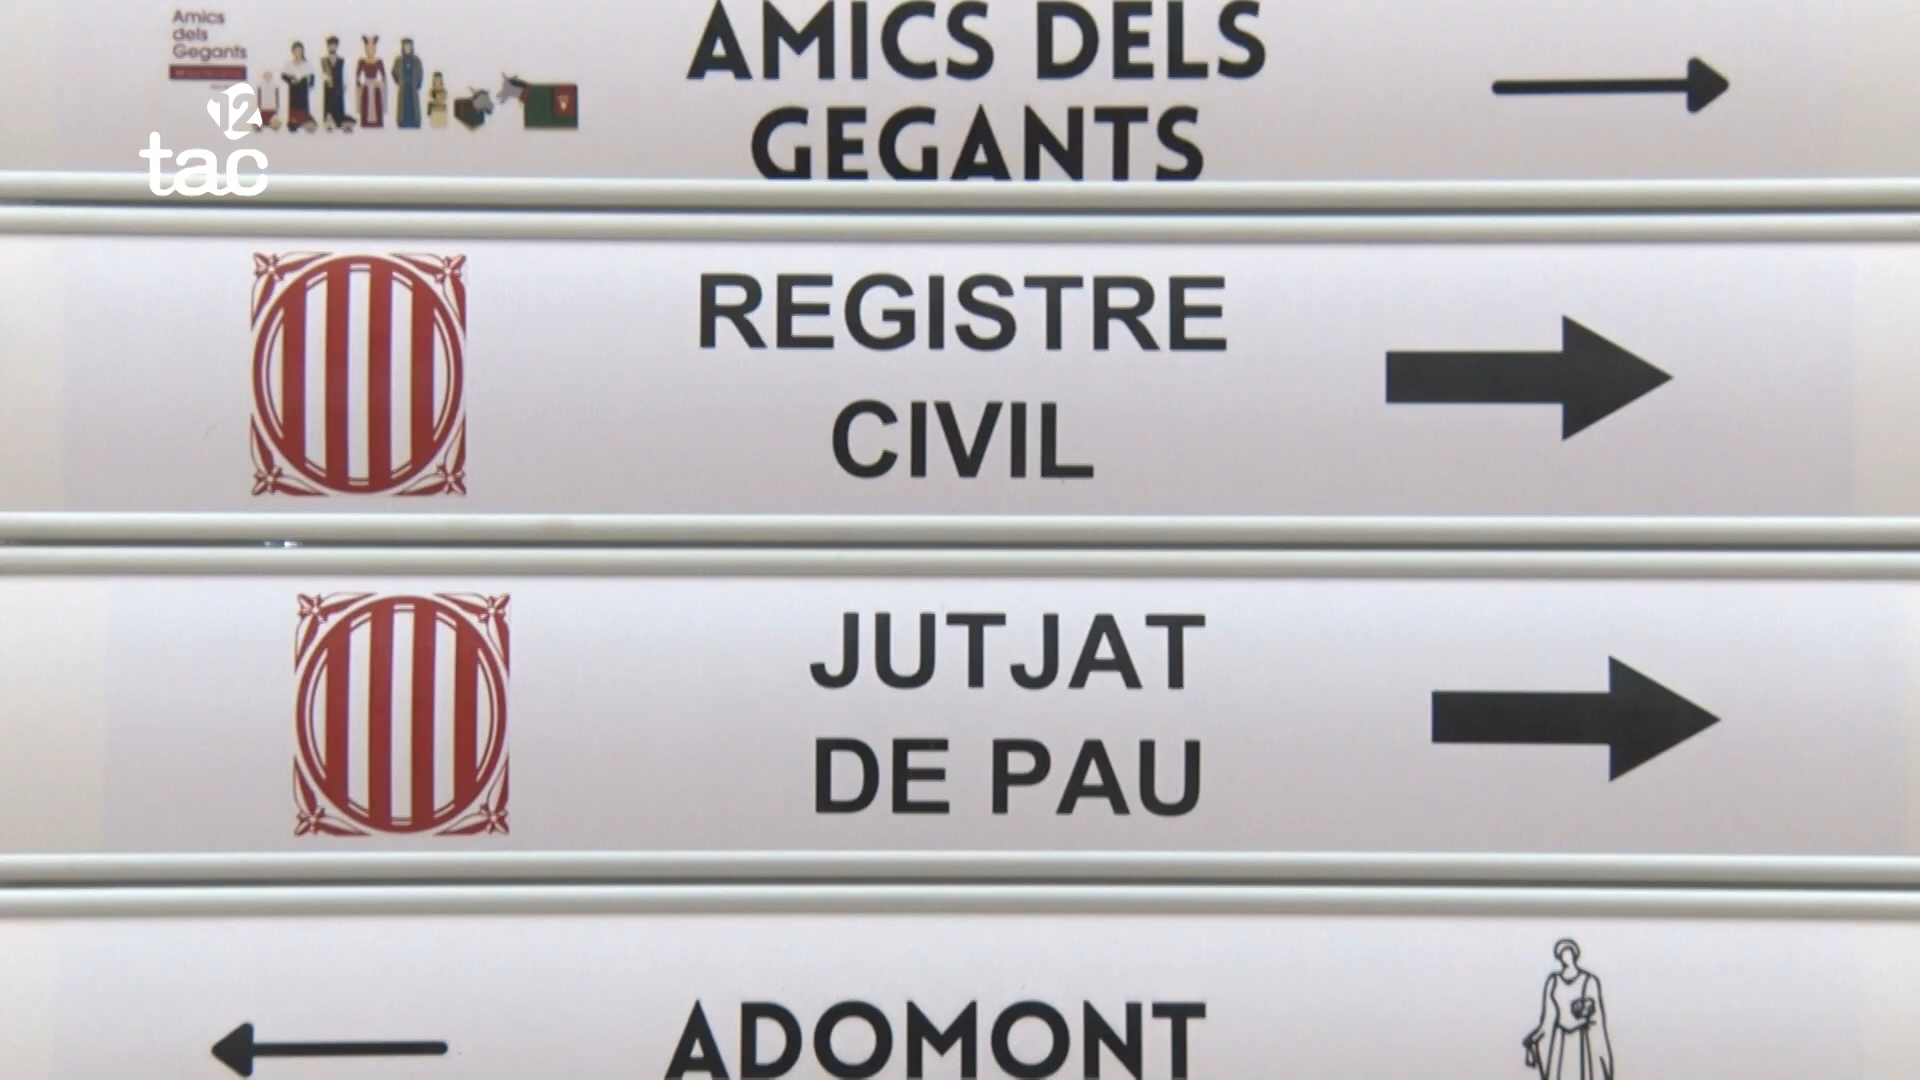 Amics
dels
Gegants
12
tac
AMICS DELS
GEGANTS
REGISTRE
CIVIL
JUTJAT
DE PAU
ADOMONT